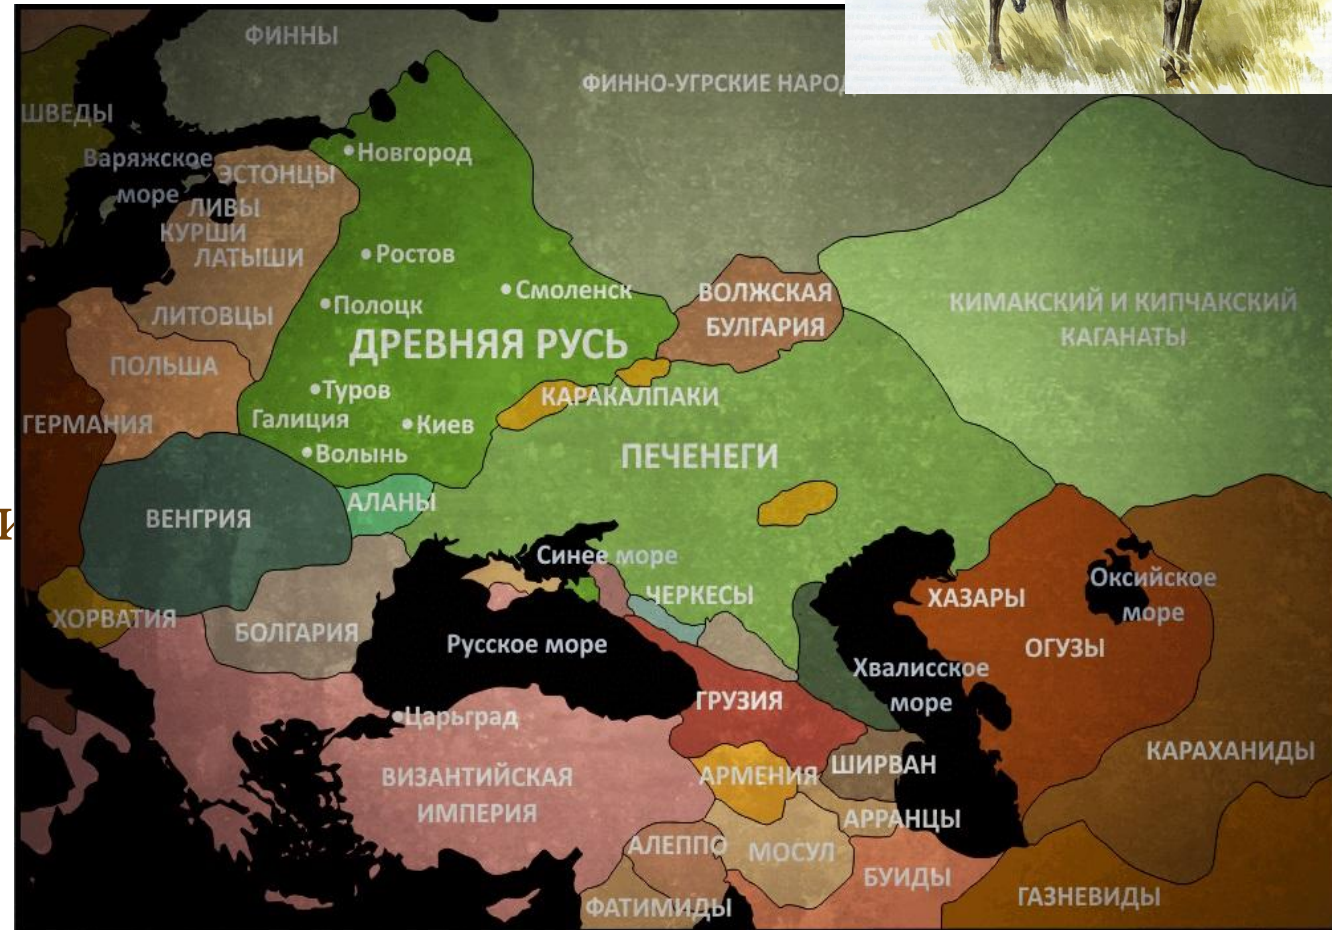 ФИННЫ
ФИННО-УГРСКИЕ НАРОД
ШВЕДЫ
Варяжское
море
ЭСТОНЦЫ
ЛИВЫ
КУРШИ
ЛАТЫШИ
ЛИТОВЦЫ
•Новгород
•Ростов
•Смоленск
•Полоцк
ДРЕВНЯЯ РУСЬ
ВОЛЖСКАЯ
БУЛГАРИЯ
КИМАКСКИЙ И КИПЧАКСКИЙ
КАГАНАТЫ
ПОЛЬША
•Туров
КАРАКАЛПАКИ
ГЕРМАНИЯ
Галиция
•Киев
•Волынь
ПЕЧЕНЕГИ
ВЕНГРИЯ
АЛАНЫ
и
Синее море
ЧЕРКЕСЫ
ХАЗАРЫ
Оксийское
море
ХОРВАТИЯ
БОЛГАРИЯ
Русское море
ОГУЗЫ
Хвалисское
море
ГРУЗИЯ
•Царьград
КАРАХАНИДЫ
ВИЗАНТИЙСКАЯ
ИМПЕРИЯ
АРМЕНИЯ
ШИРВАН
АРРАНЦЫ
АЛЕППО
МОСУЛ
БУИДЫ
ФАТИМИДЫ
ГАЗНЕВИДЫ